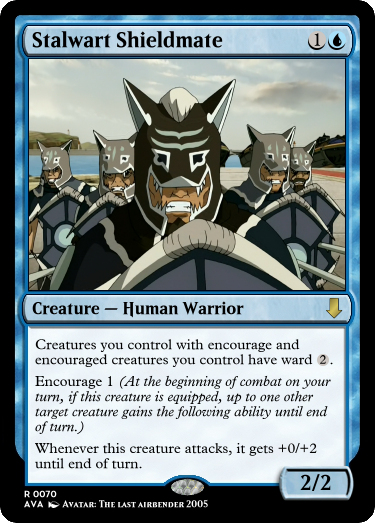 Stalwart Shieldmate 1
Creature — Human Warrior
Creatures you control with encourage and
encouraged creatures you control have ward 2.
Encourage 1 (At the beginning of combat on your
turn, if this creature is equipped, up to one other
target creature gains the following ability until end
of turn.)
Whenever this creature attacks, it gets +0/+2
until end of turn.
2/2
R 0070
AVA Avatar: The last airbender 2005